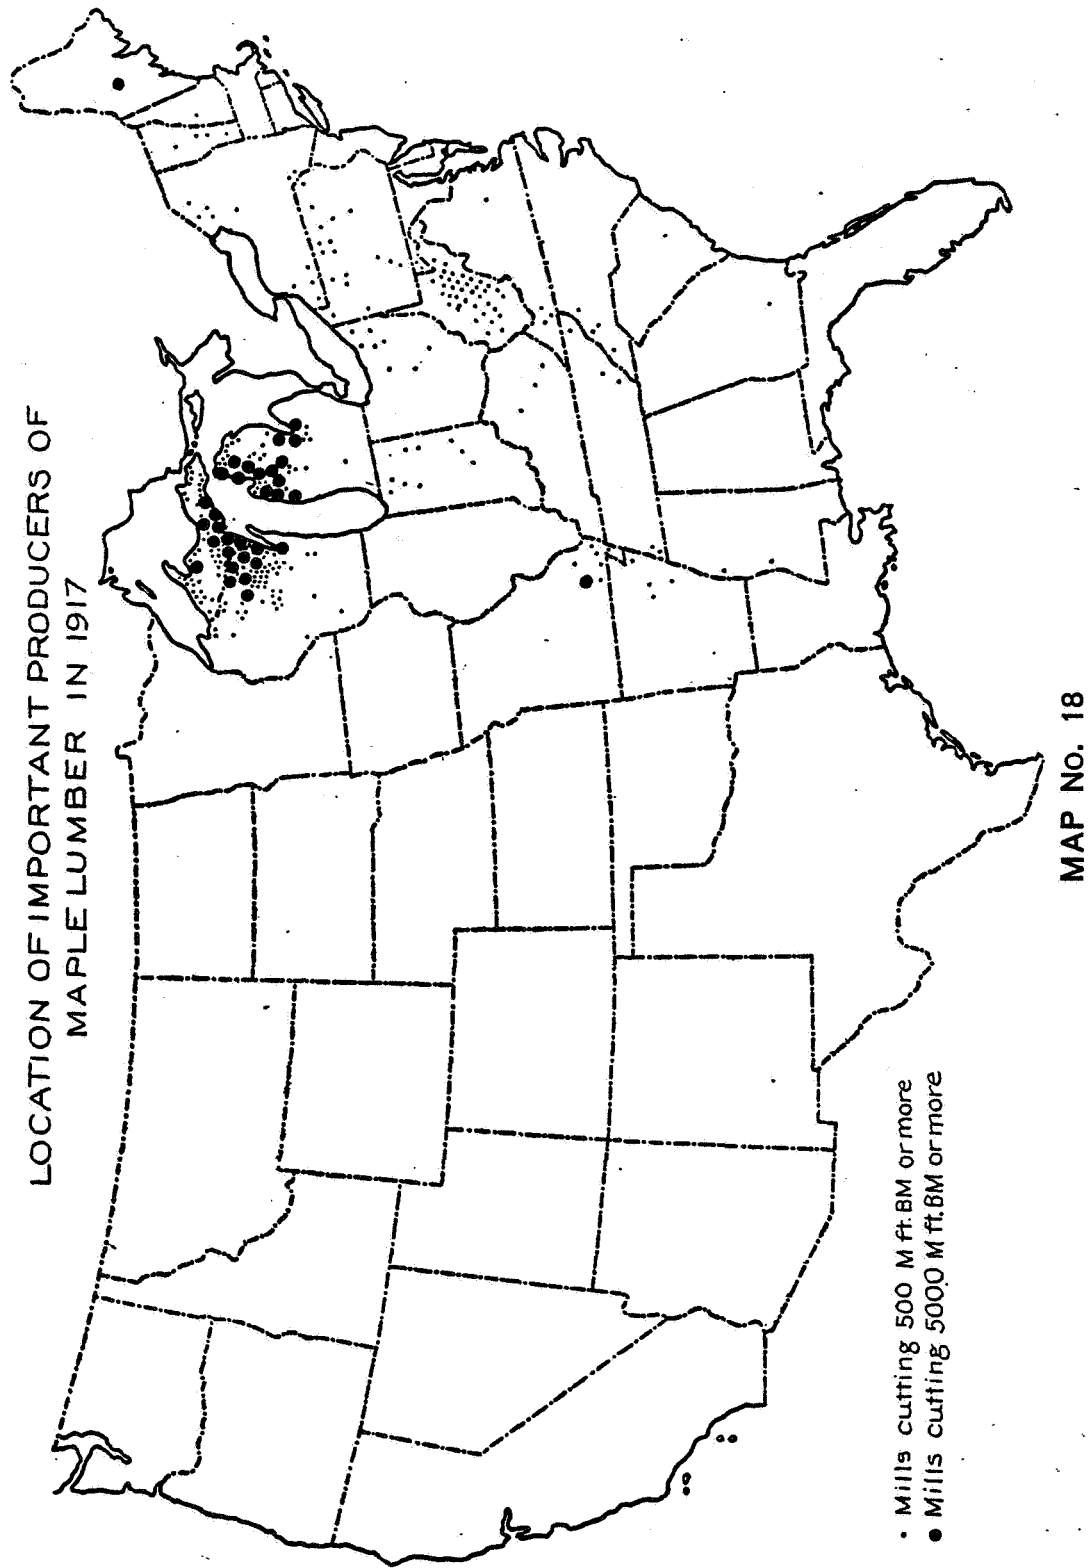 LOCATION OF IMPORTANT PRODUCERS OF
MAPLE LUMBER IN 1917
• Mills cutting 500 M ft. BM or more
● Mills cutting 5000 M ft. BM or more
MAP No. 18